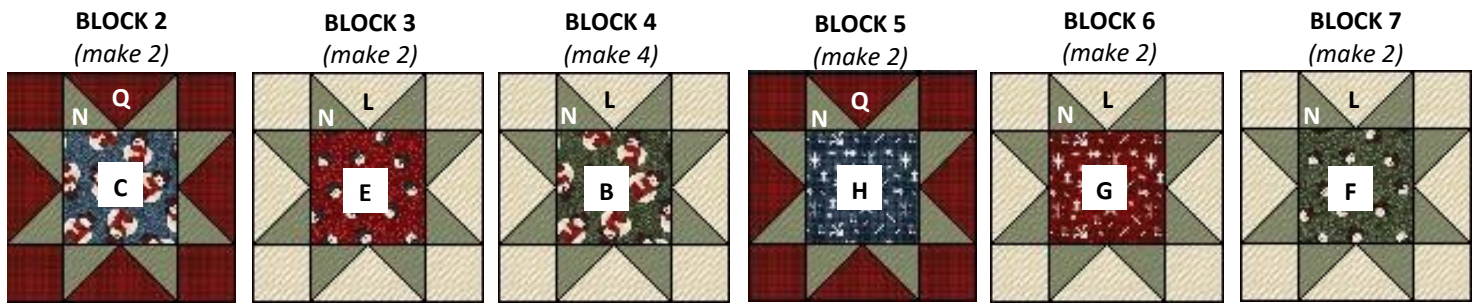 BLOCK 2
(make 2)
Q
N
C
BLOCK 3
(make 2)
L
N
E
BLOCK 4
(make 4)
L
N
B
BLOCK 5
(make 2)
Q
N
H
BLOCK 6
(make 2)
L
N
G
BLOCK 7
(make 2)
L
N
F